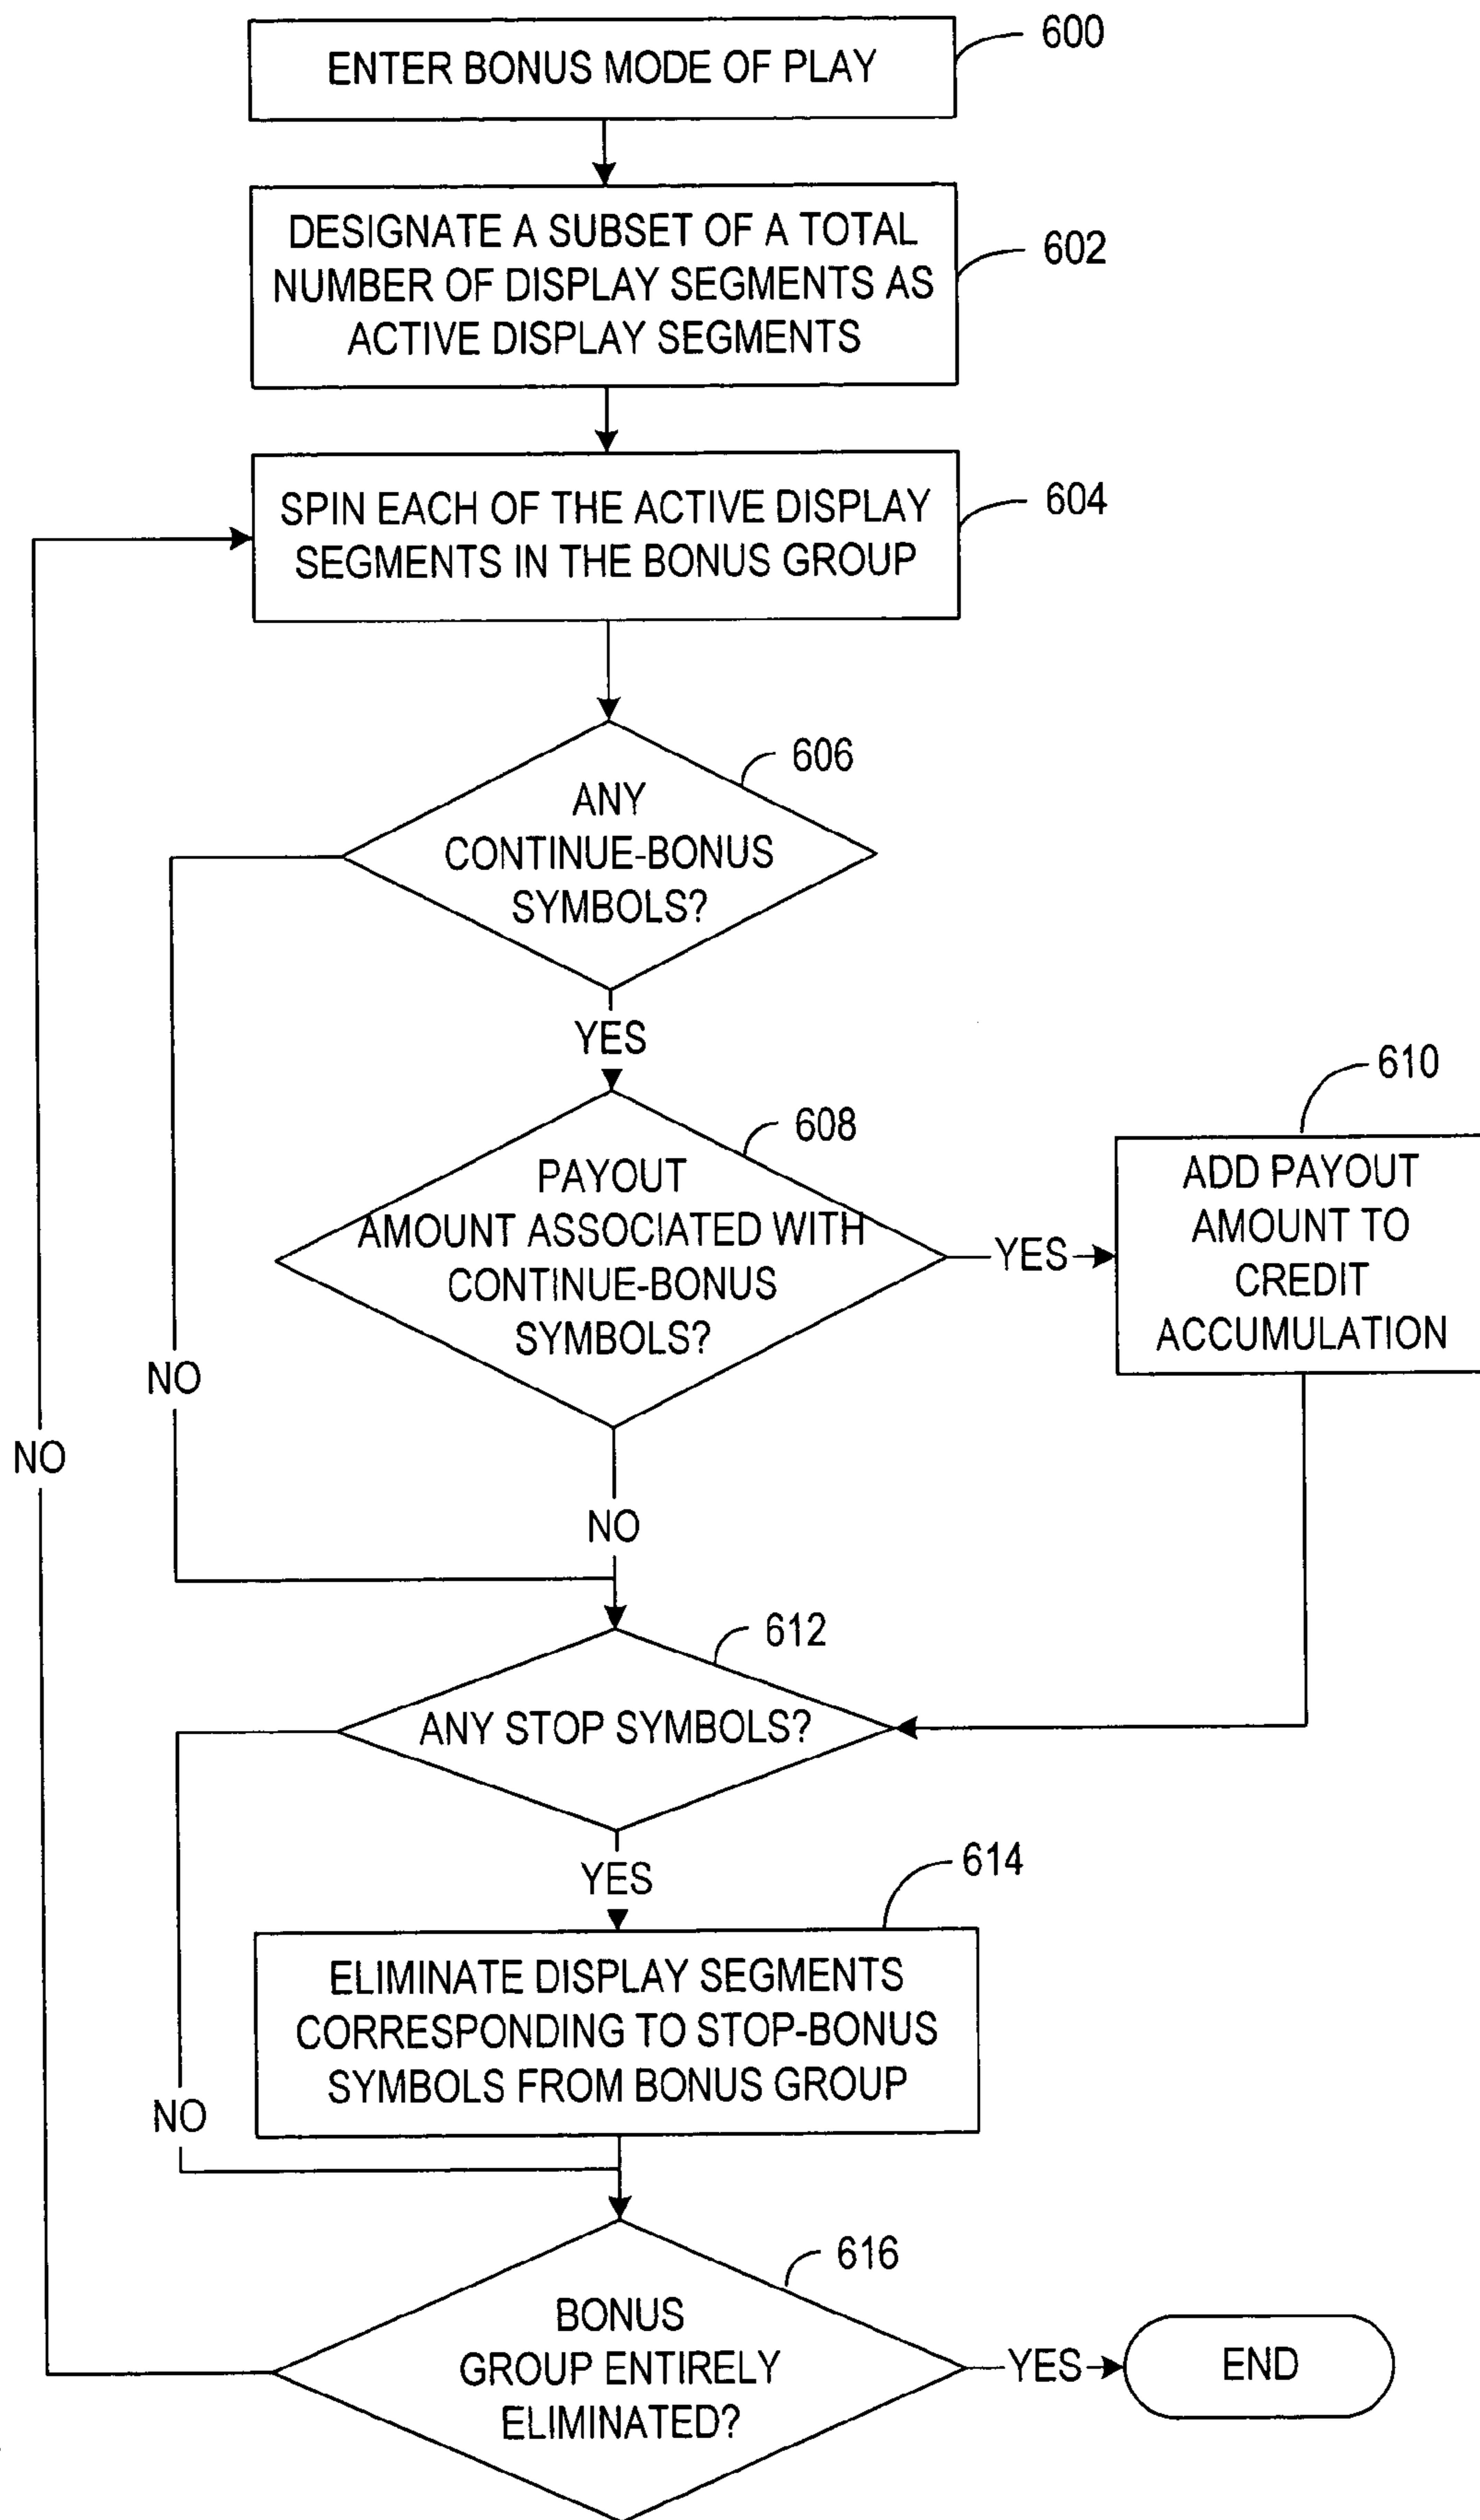 ENTER BONUS MODE OF PLAY
600
DESIGNATE A SUBSET OF A TOTAL
NUMBER OF DISPLAY SEGMENTS AS
ACTIVE DISPLAY SEGMENTS
602
SPIN EACH OF THE ACTIVE DISPLAY
SEGMENTS IN THE BONUS GROUP
604
606
ANY
CONTINUE-BONUS
SYMBOLS?
YES
608
PAYOUT
AMOUNT ASSOCIATED WITH
CONTINUE-BONUS
SYMBOLS?
YES
610
ADD PAYOUT
AMOUNT TO
CREDIT
ACCUMULATION
NO
NO
NO
612
ANY STOP SYMBOLS?
YES
614
ELIMINATE DISPLAY SEGMENTS
CORRESPONDING TO STOP-BONUS
SYMBOLS FROM BONUS GROUP
NO
616
BONUS
GROUP ENTIRELY
ELIMINATED?
YES
END